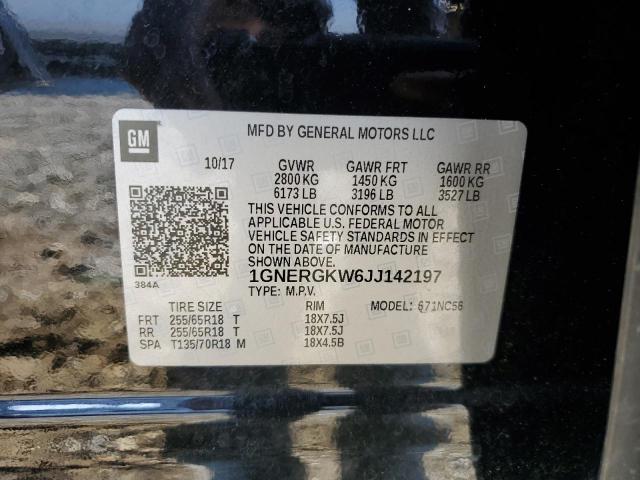 GM
MFD BY GENERAL MOTORS LLC
10/17 GVWR GAWR FRT GAWR RR
2800 KG 1450 KG 1600 KG
6173 LB 3196 LB 3527 LB
THIS VEHICLE CONFORMS TO ALL
APPLICABLE U.S. FEDERAL MOTOR
VEHICLE SAFETY STANDARDS IN EFFECT
ON THE DATE OF MANUFACTURE
SHOWN ABOVE.
384A
1GNERGKW6JJ142197
TYPE: M.P.V. MODEL: 671NC56
TIRE SIZE RIM
FRT 255/65R18 T 18X7.5J
RR 255/65R18 T 18X7.5J
SPA T135/70R18 M 18X4.5B